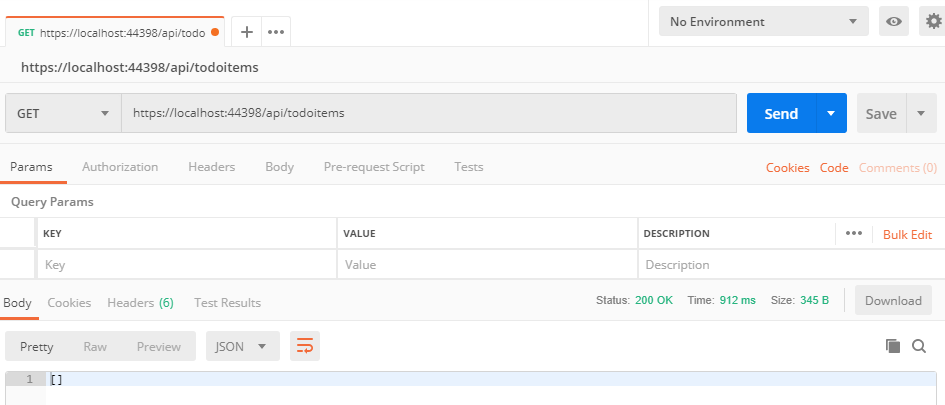 GET https://localhost:44398/api/todo
No Environment
https://localhost:44398/api/todoitems
GET https://localhost:44398/api/todoitems Send Save
Params Authorization Headers Body Pre-request Script Tests Cookies Code Comments (0)
Query Params
KEY VALUE DESCRIPTION Bulk Edit
Key Value Description
Body Cookies Headers (6) Test Results Status: 200 OK Time: 912 ms Size: 345 B Download
Pretty Raw Preview JSON
1 []